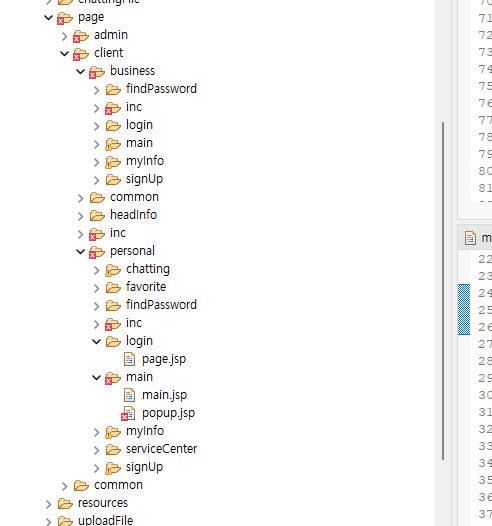 page
admin
client
business
findPassword
inc
login
main
myInfo
signUp
common
headInfo
inc
personal
chatting
favorite
findPassword
inc
login
page.jsp
main
main.jsp
popup.jsp
myInfo
serviceCenter
signUp
common
resources
uploadFile
71
72
73
74
75
76
77
78
79
80
81
m
22
23
24
25
26
27
28
29
30
31
32
33
34
35
36
37